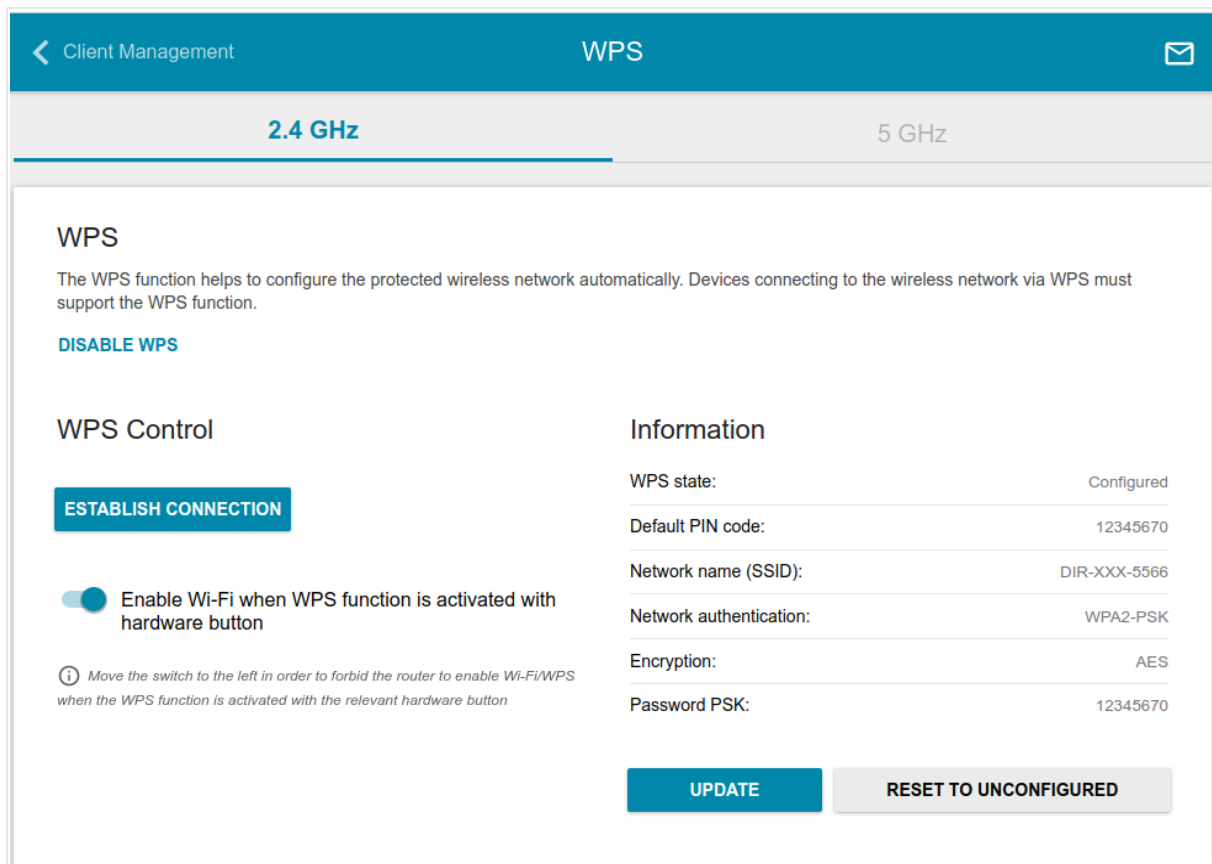 Client Management
WPS
2.4 GHz
5 GHz
WPS
The WPS function helps to configure the protected wireless network automatically. Devices connecting to the wireless network via WPS must
support the WPS function.
DISABLE WPS
WPS Control
ESTABLISH CONNECTION
Enable Wi-Fi when WPS function is activated with
hardware button
Move the switch to the left in order to forbid the router to enable Wi-Fi/WPS
when the WPS function is activated with the relevant hardware button
Information
WPS state: Configured
Default PIN code: 12345670
Network name (SSID): DIR-XXX-5566
Network authentication: WPA2-PSK
Encryption: AES
Password PSK: 12345670
UPDATE
RESET TO UNCONFIGURED